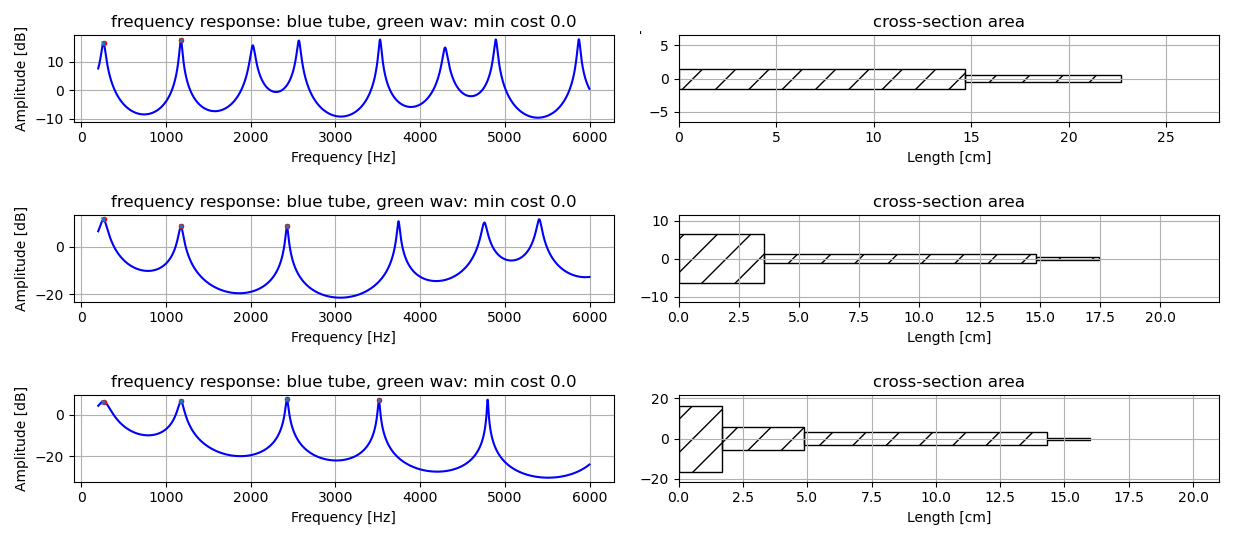 frequency response: blue tube, green wav: min cost 0.0
Amplitude [dB]
10
0
−10
0 1000 2000 3000 4000 5000 6000
Frequency [Hz]
cross-section area
5
0
−5
0 5 10 15 20 25
Length [cm]
frequency response: blue tube, green wav: min cost 0.0
Amplitude [dB]
0
−20
0 1000 2000 3000 4000 5000 6000
Frequency [Hz]
cross-section area
10
0
−10
0.0 2.5 5.0 7.5 10.0 12.5 15.0 17.5 20.0
Length [cm]
frequency response: blue tube, green wav: min cost 0.0
Amplitude [dB]
0
−20
0 1000 2000 3000 4000 5000 6000
Frequency [Hz]
cross-section area
20
0
−20
0.0 2.5 5.0 7.5 10.0 12.5 15.0 17.5 20.0
Length [cm]